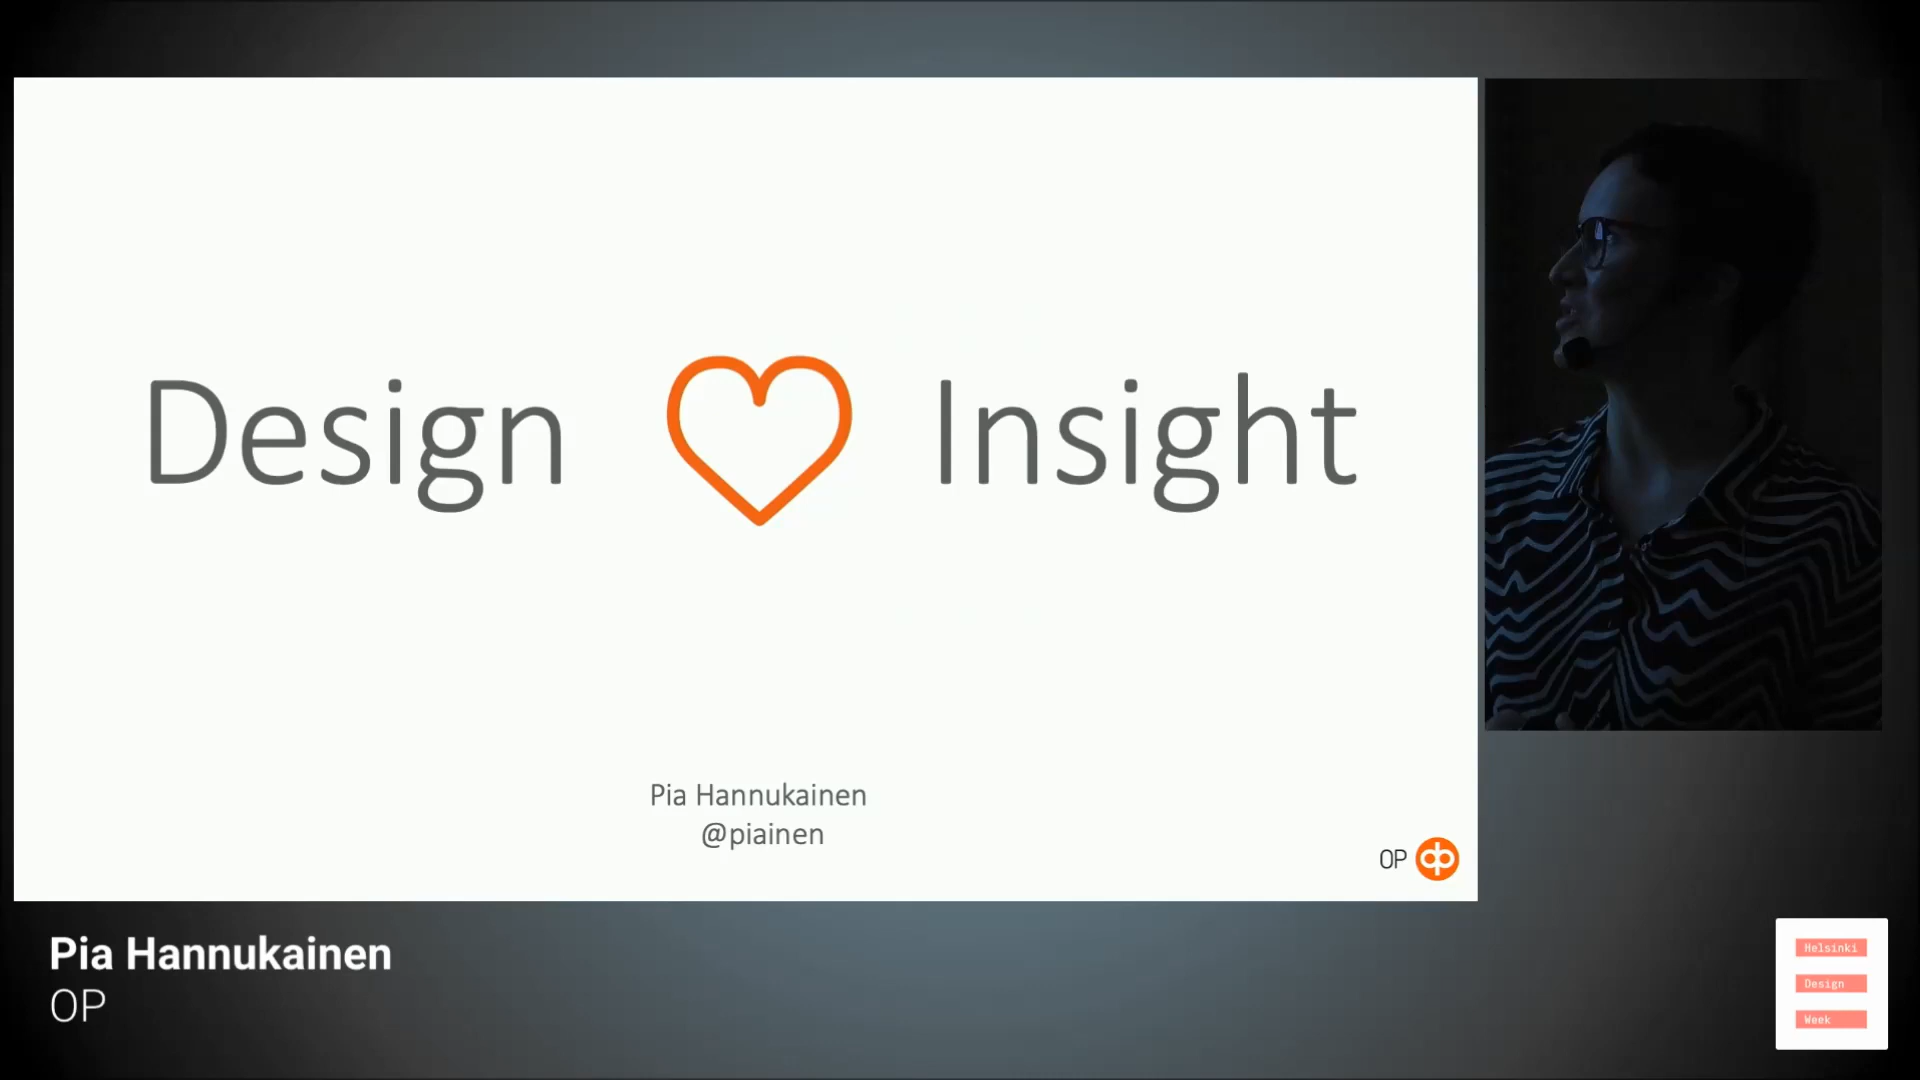 Design Insight
Pia Hannukainen
@piainen
OP
Pia Hannukainen
OP
Helsinki
Design
Week